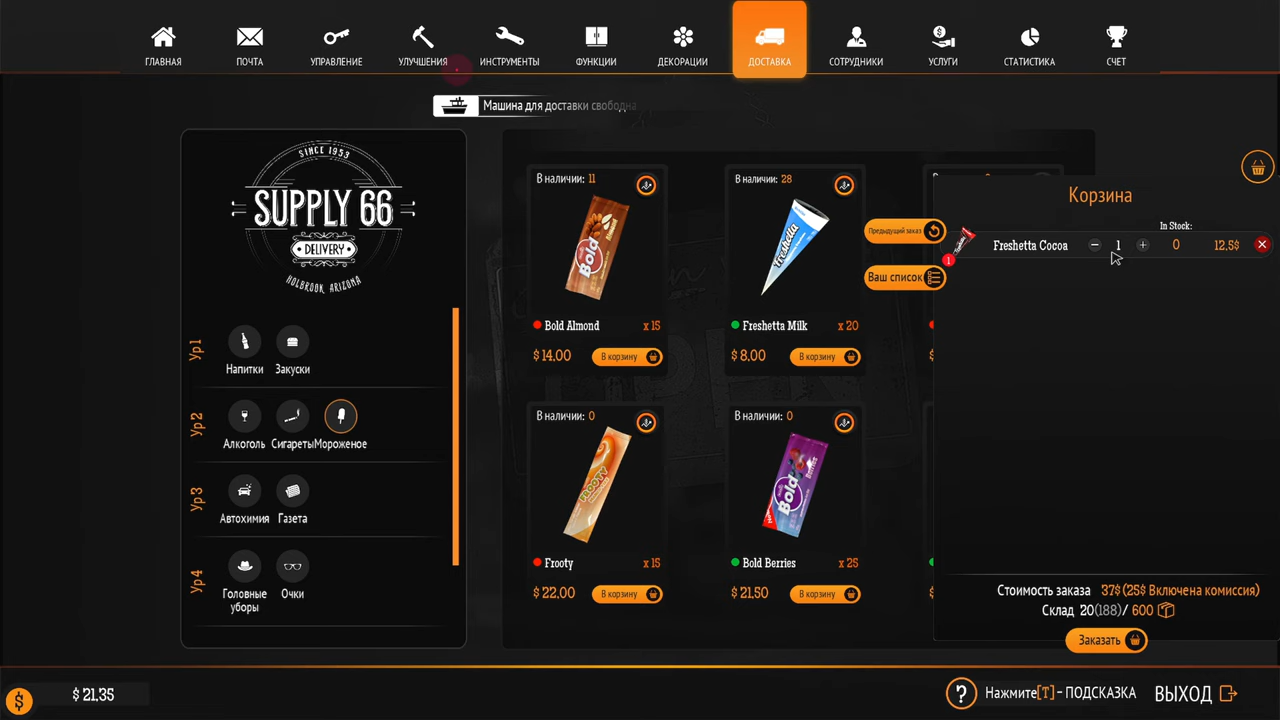 ГЛАВНАЯ
ПОЧТА
УПРАВЛЕНИЕ
УЛУЧШЕНИЯ
ИНСТРУМЕНТЫ
ФУНКЦИИ
ДЕКОРАЦИИ
ДОСТАВКА
СОТРУДНИКИ
УСЛУГИ
СТАТИСТИКА
СЧЕТ
Машина для доставки свободна
SINCE 1953
SUPPLY 66
DELIVERY
HOLBROOK, ARIZONA
Ур1
Напитки
Закуски
Ур2
Алкоголь
Сигареты
Мороженое
Ур3
Автохимия
Газета
Ур4
Головные
уборы
Очки
В наличии: 11
Bold Almond x 15
$ 14.00 В корзину
В наличии: 28
Freshetta Milk x 20
$ 8.00 В корзину
В наличии: 0
Frooty x 15
$ 22.00 В корзину
В наличии: 0
Bold Berries x 25
$ 21.50 В корзину
Предыдущий заказ
Ваш список
Корзина
In Stock:
1
Freshetta Cocoa 1 0 12,5$
Стоимость заказа 37$ (25$ Включена комиссия)
Склад 20(188)/ 600
Заказать
$ 21.35
? Нажмите[T] - ПОДСКАЗКА
ВЫХОД